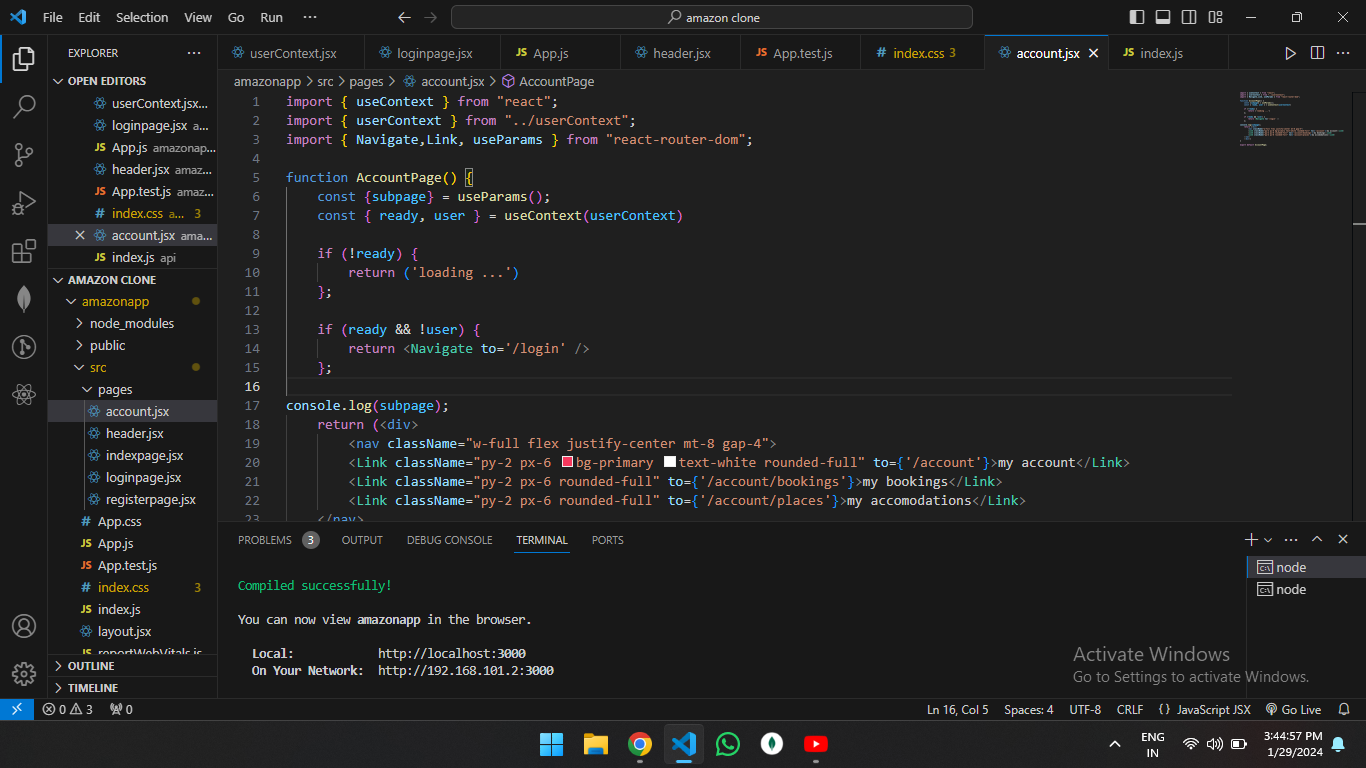 File Edit Selection View Go Run ··· amazon clone
EXPLORER ···
OPEN EDITORS
userContext.jsx...
loginpage.jsx a...
App.js amazonap...
header.jsx amaz...
App.test.js amaz...
index.css a... 3
account.jsx ama...
index.js api
AMAZON CLONE
amazonapp
node_modules
public
src
pages
account.jsx
header.jsx
indexpage.jsx
loginpage.jsx
registerpage.jsx
App.css
App.js
App.test.js
index.css 3
index.js
layout.jsx
reportWebVitals.js
OUTLINE
TIMELINE
userContext.jsx loginpage.jsx App.js header.jsx App.test.js index.css 3 account.jsx index.js
amazonapp > src > pages > account.jsx > AccountPage
1 import { useContext } from "react";
2 import { userContext } from "../userContext";
3 import { Navigate,Link, useParams } from "react-router-dom";
4
5 function AccountPage() {
6 const {subpage} = useParams();
7 const { ready, user } = useContext(userContext)
8
9 if (!ready) {
10 return ('loading ...')
11 };
12
13 if (ready && !user) {
14 return <Navigate to='/login' />
15 };
16
17 console.log(subpage);
18 return (<div>
19 <nav className="w-full flex justify-center mt-8 gap-4">
20 <Link className="py-2 px-6 bg-primary text-white rounded-full" to={'/account'}>my account</Link>
21 <Link className="py-2 px-6 rounded-full" to={'/account/bookings'}>my bookings</Link>
22 <Link className="py-2 px-6 rounded-full" to={'/account/places'}>my accomodations</Link>
23 </nav>
PROBLEMS 3 OUTPUT DEBUG CONSOLE TERMINAL PORTS
Compiled successfully!
You can now view amazonapp in the browser.
Local: http://localhost:3000
On Your Network: http://192.168.101.2:3000
node
node
Activate Windows
Go to Settings to activate Windows.
0 3 0 Ln 16, Col 5 Spaces: 4 UTF-8 CRLF {} JavaScript JSX Go Live
ENG
IN
3:44:57 PM
1/29/2024